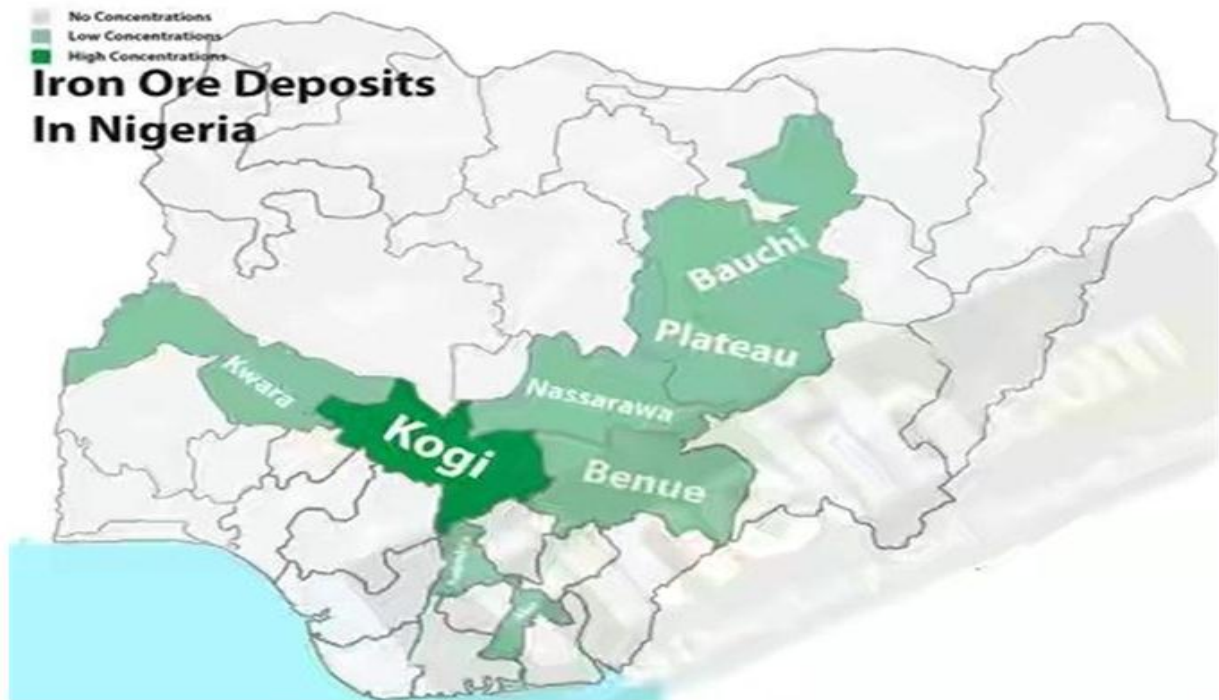 No Concentrations
Low Concentrations
High Concentrations
Iron Ore Deposits
In Nigeria
Bauchi
Plateau
Kwara
Nassarawa
Kogi
Benue